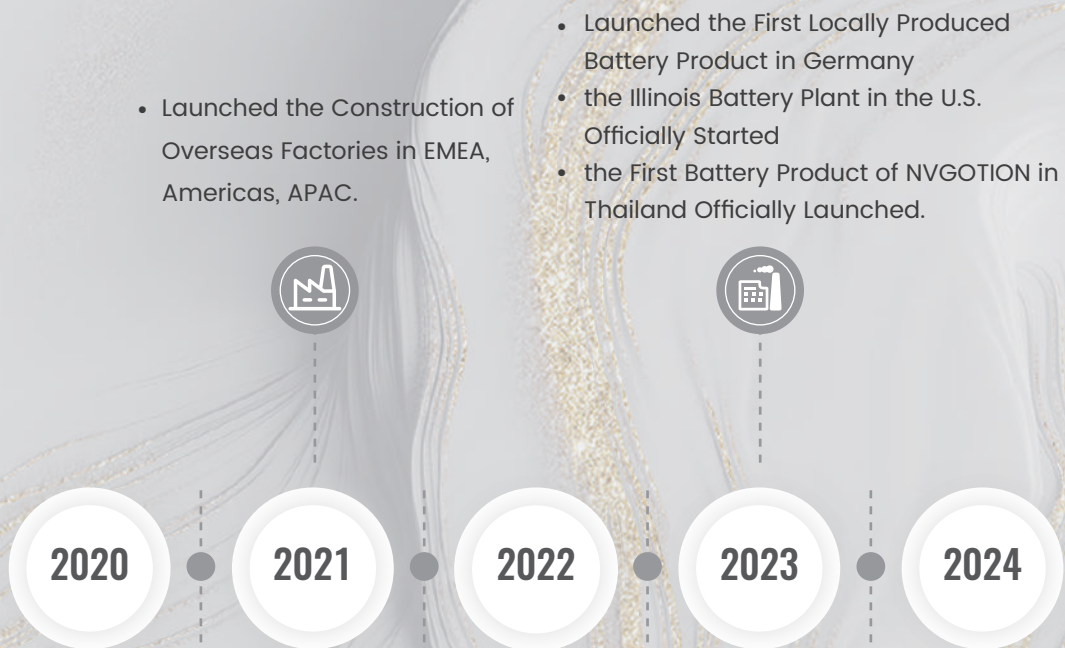 Launched the Construction of
Overseas Factories in EMEA,
Americas, APAC.
Launched the First Locally Produced
Battery Product in Germany
the Illinois Battery Plant in the U.S.
Officially Started
the First Battery Product of NVGOTION in
Thailand Officially Launched.
2020
2021
2022
2023
2024